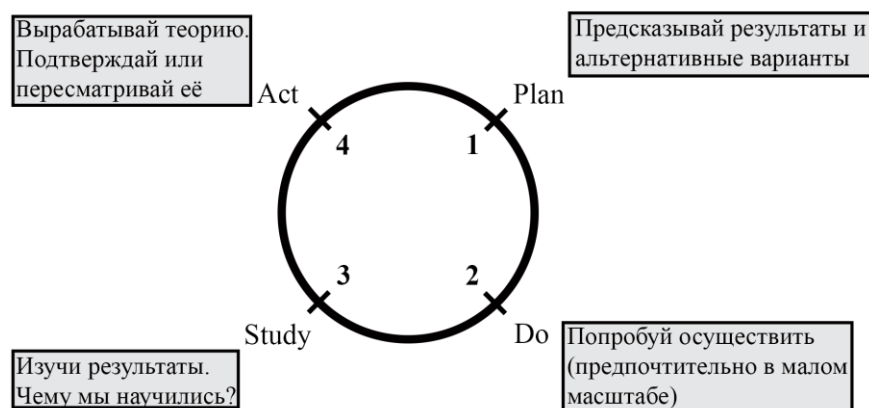 Вырабатывай теорию.
Подтверждай или
пересматривай её
Предсказывай результаты и
альтернативные варианты
Act
Plan
4
1
3
2
Study
Do
Изучи результаты.
Чему мы научились?
Попробуй осуществить
(предпочтительно в малом
масштабе)